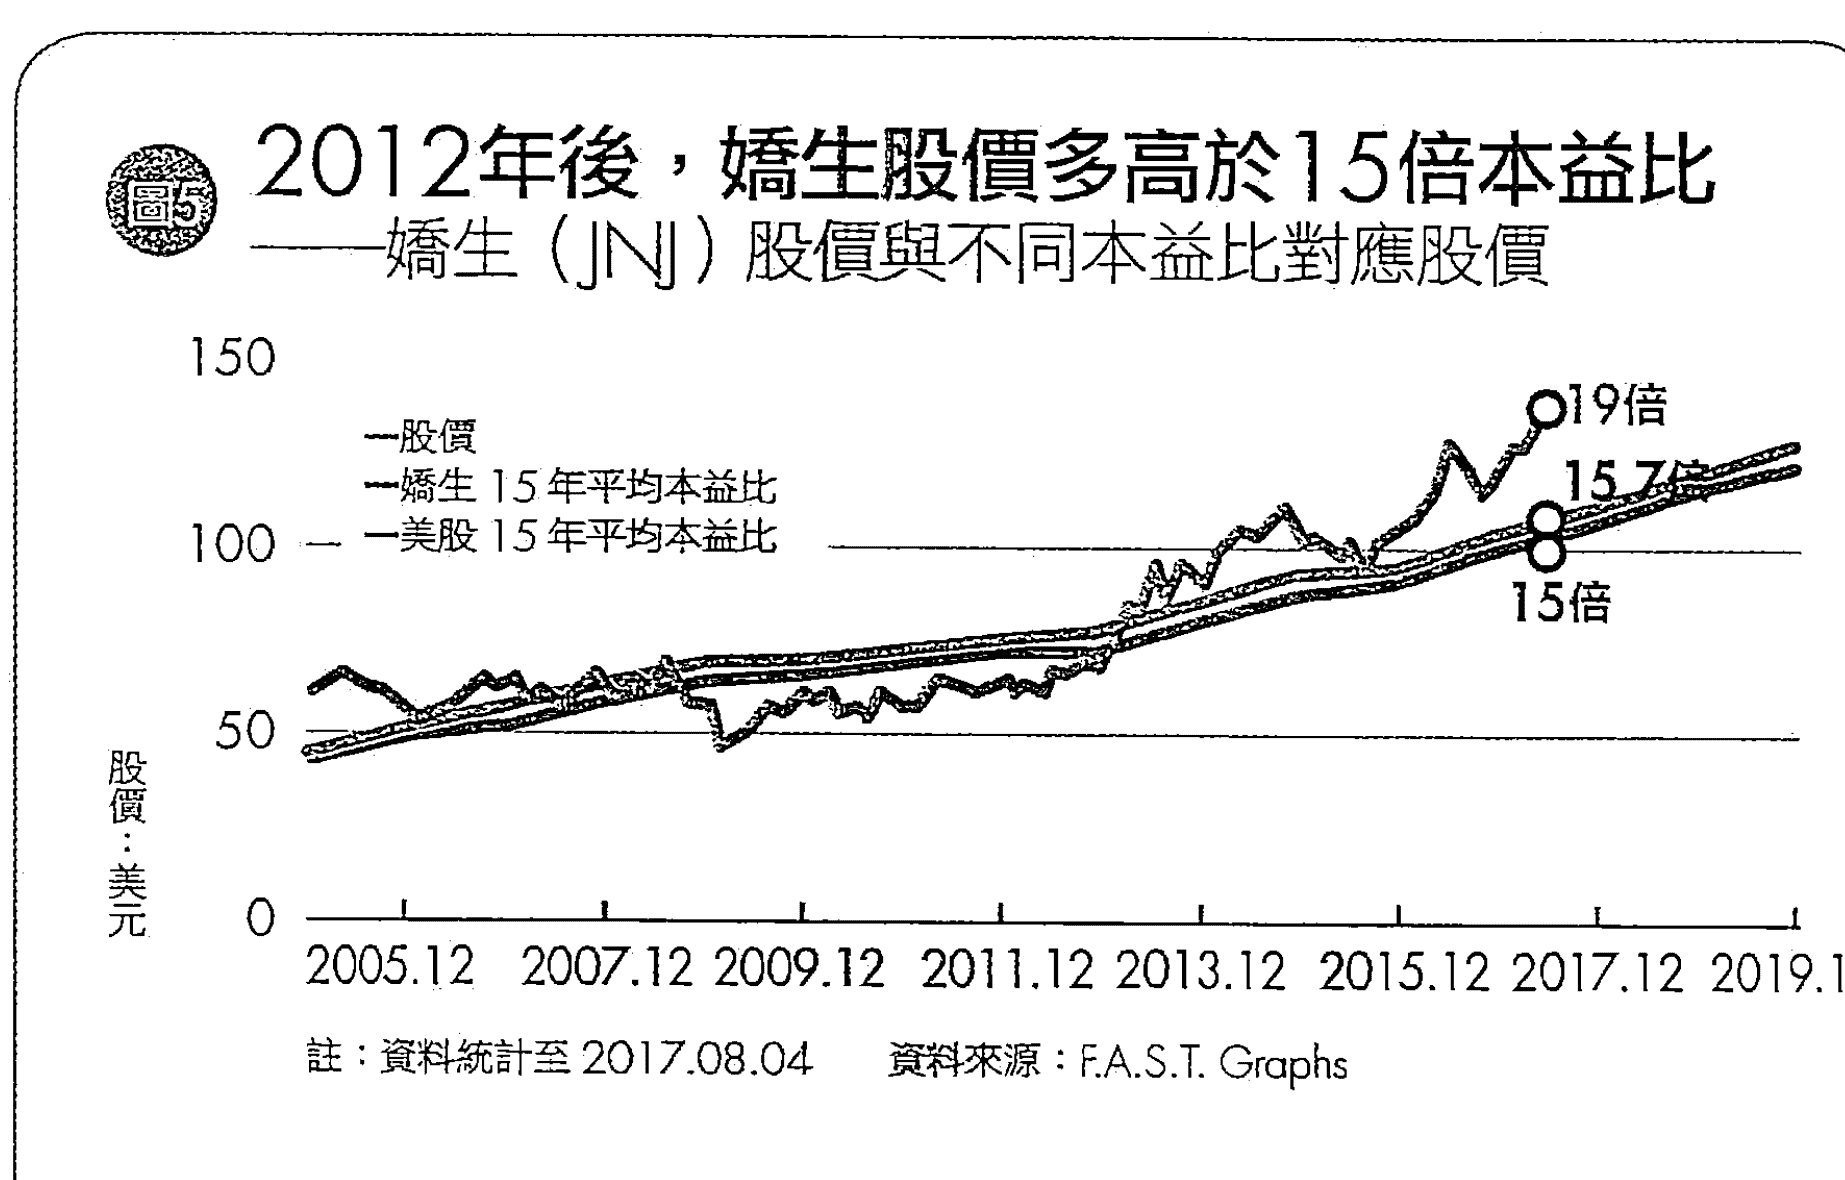 圖5
2012年後，嬌生股價多高於15倍本益比
——嬌生（JNJ）股價與不同本益比對應股價
150
100
50
0
股價：美元
股價
嬌生 15 年平均本益比
美股 15 年平均本益比
19倍
15.7倍
15倍
2005.12 2007.12 2009.12 2011.12 2013.12 2015.12 2017.12 2019.1
註：資料統計至 2017.08.04 資料來源：F.A.S.T. Graphs